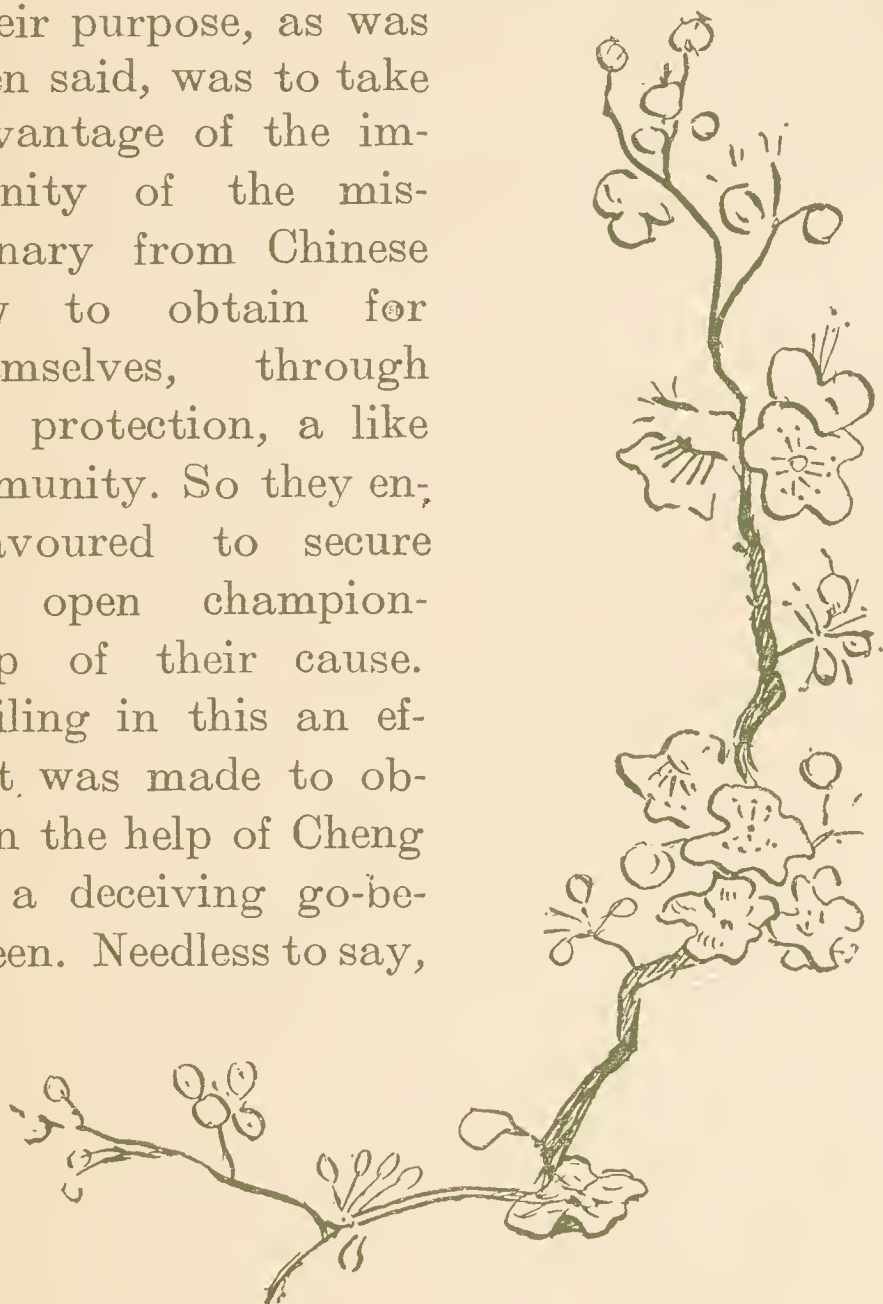 eir purpose, as was
en said, was to take
vantage of the im-
nity of the mis-
nary from Chinese
to obtain for
emselves, through
protection, a like
munity. So they en-
avoured to secure
open champion-
p of their cause.
iling in this an ef-
t was made to ob-
n the help of Cheng
a deceiving go-be-
een. Needless to say,